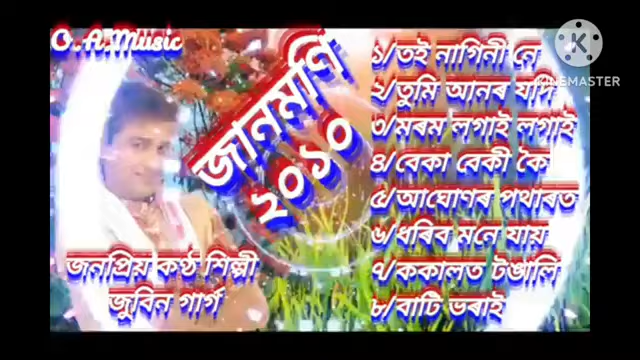 O.A.Music
জানমণি
২০১০
জনপ্ৰিয় কণ্ঠ শিল্পী
জুবিন গাৰ্গ
১/তই নাগিনী নে
২/তুমি আনৰ যদি
৩/মৰম লগাই লগাই
৪/বেকা বেকী কৈ
৫/আঘোণৰ পথাৰত
৬/ধৰিব মনে যায়
৭/ককালত টঙালি
৮/বাটি ভৰাই
KINEMASTER